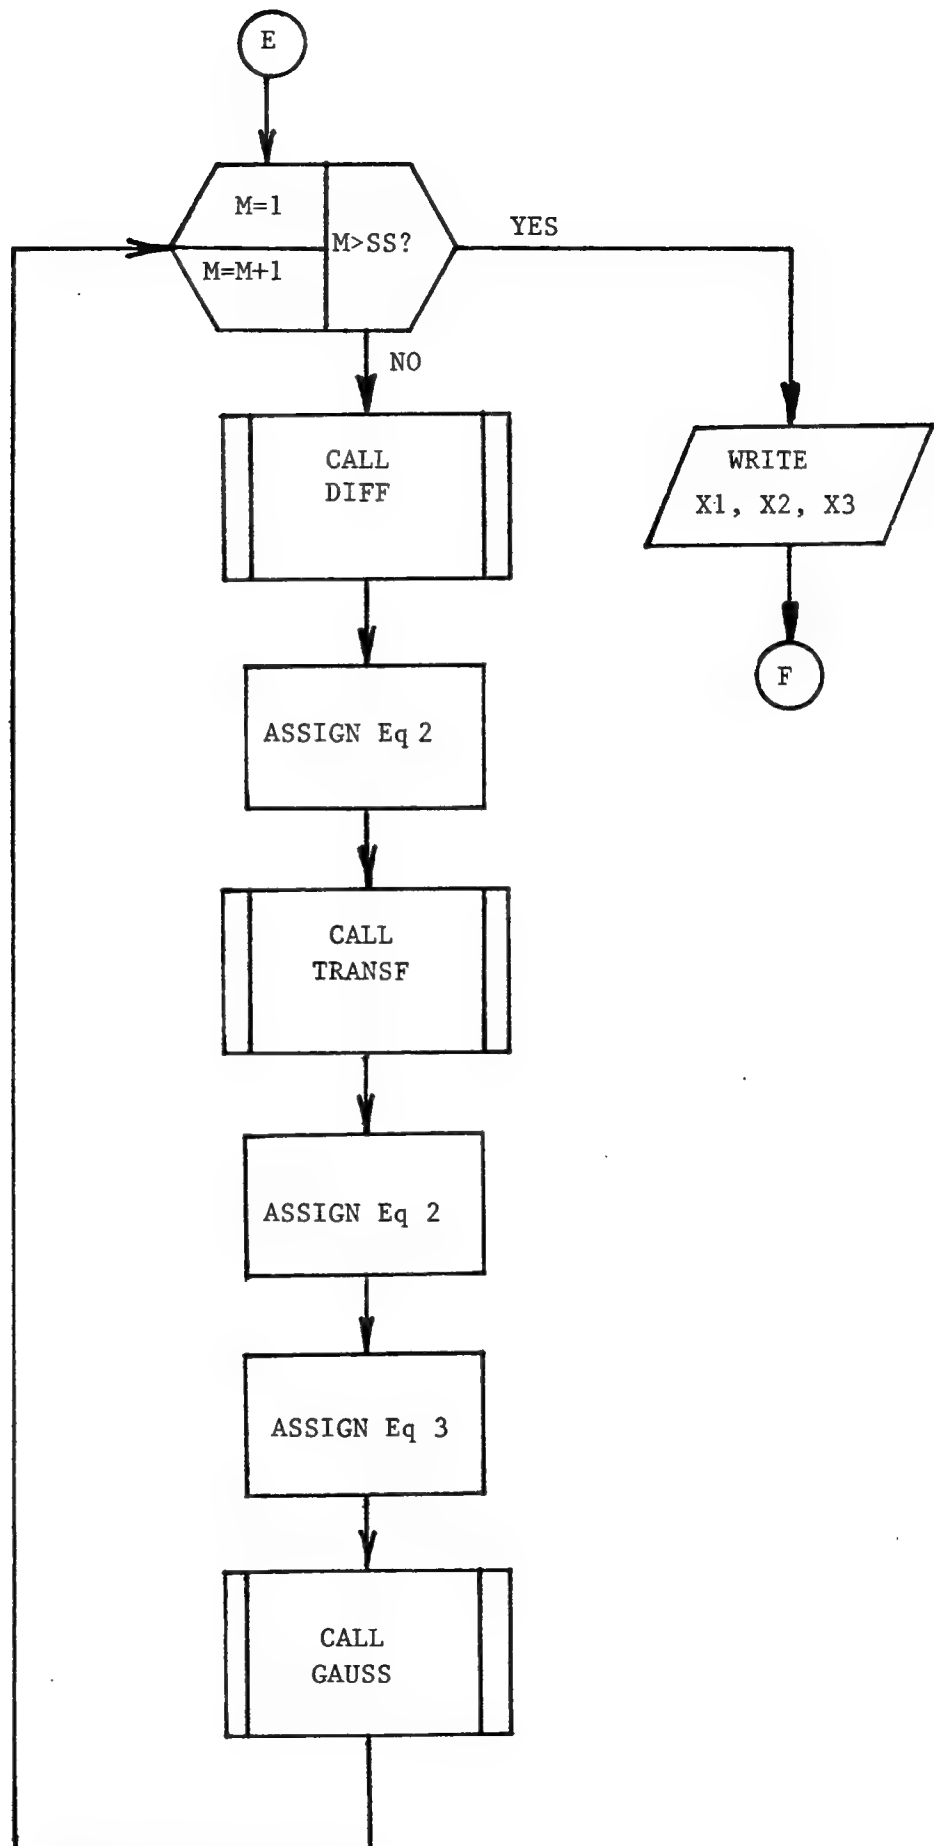 E
M=1
M=M+1
M>SS?
YES
NO
CALL
DIFF
WRITE
X1, X2, X3
F
ASSIGN Eq 2
CALL
TRANSF
ASSIGN Eq 2
ASSIGN Eq 3
CALL
GAUSS